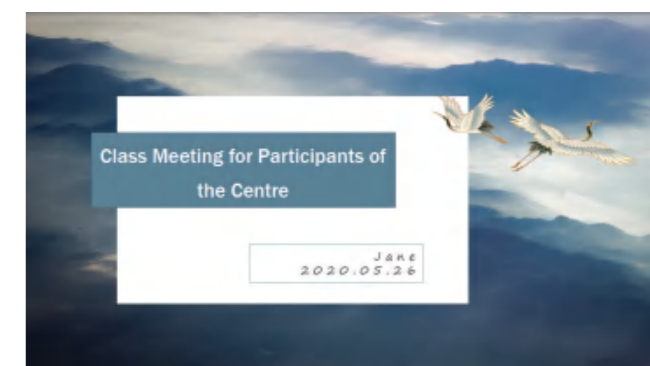 Class Meeting for Participants of
the Centre
Jane
2020.05.26